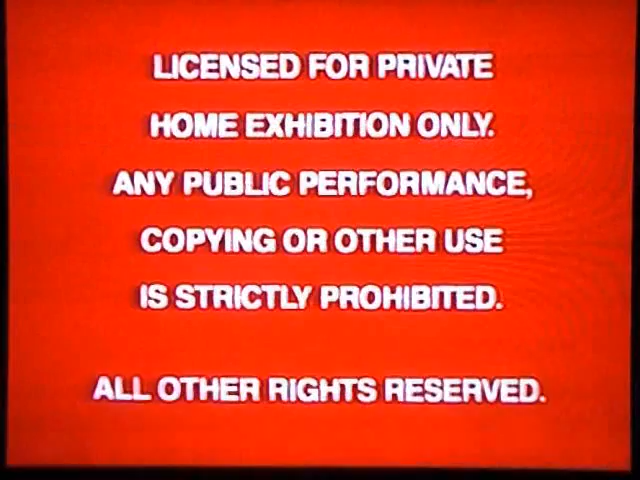 LICENSED FOR PRIVATE
HOME EXHIBITION ONLY.
ANY PUBLIC PERFORMANCE,
COPYING OR OTHER USE
IS STRICTLY PROHIBITED.
ALL OTHER RIGHTS RESERVED.